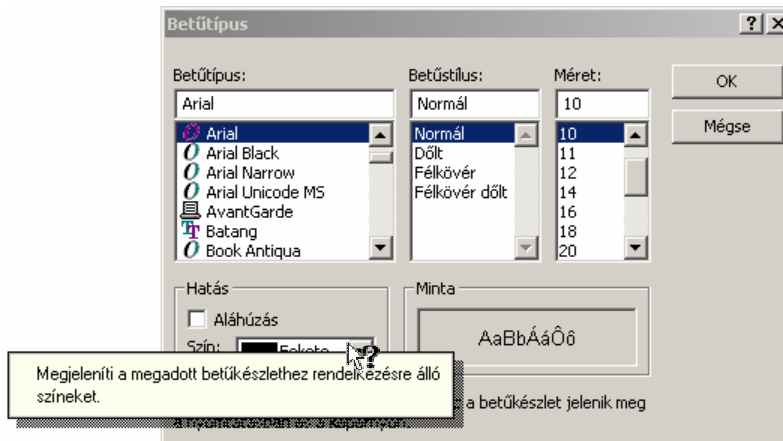 Betűtípus
Betűtípus: Betűstílus: Méret:
Arial Normál 10
OK
Mégse
Arial Normál 10
Arial Black Dőlt 11
Arial Narrow Félkövér 12
Arial Unicode MS Félkövér dőlt 14
AvantGarde 16
Batang 18
Book Antiqua 20
Hatás Minta
Aláhúzás
Szín: Fekete
AaBbÁáÔő
Megjeleníti a megadott betűkészlethez rendelkezésre álló
színeket.
a betűkészlet jelenik meg